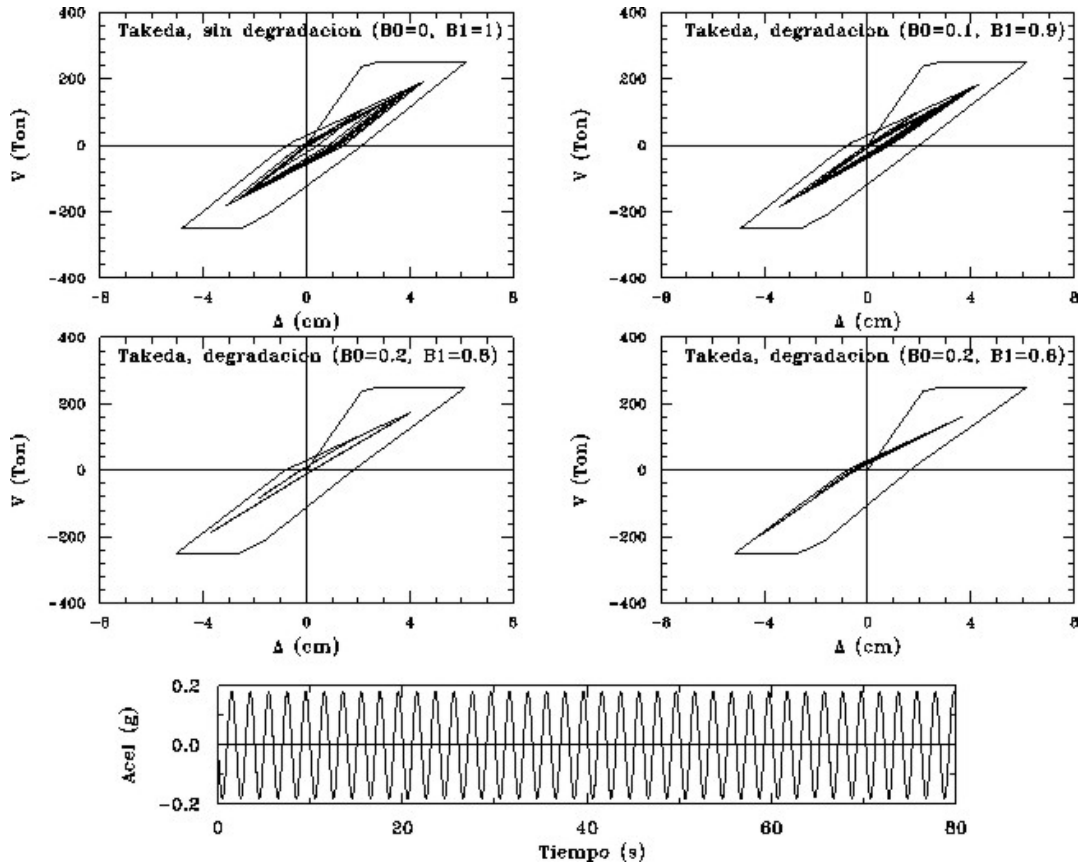 Takeda, sin degradacion (B0=0, B1=1)
400
200
0
-200
-400
V (Ton)
-8 -4 0 4 8
Δ (cm)
Takeda, degradacion (B0=0.1, B1=0.9)
400
200
0
-200
-400
V (Ton)
-8 -4 0 4 8
Δ (cm)
Takeda, degradacion (B0=0.2, B1=0.8)
400
200
0
-200
-400
V (Ton)
-8 -4 0 4 8
Δ (cm)
Takeda, degradacion (B0=0.2, B1=0.6)
400
200
0
-200
-400
V (Ton)
-8 -4 0 4 8
Δ (cm)
0.2
0.0
-0.2
Acel (g)
0 20 40 60 80
Tiempo (s)